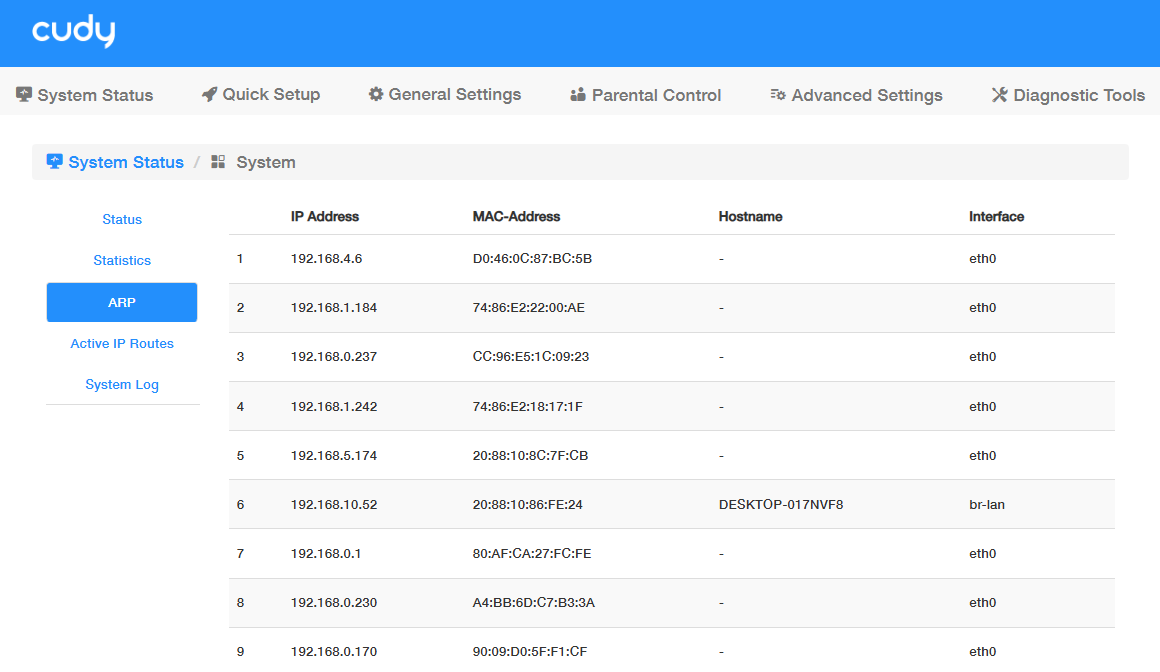 cudy
System Status Quick Setup General Settings Parental Control Advanced Settings Diagnostic Tools
System Status / System
Status
Statistics
ARP
Active IP Routes
System Log
IP Address MAC-Address Hostname Interface
1 192.168.4.6 D0:46:0C:87:BC:5B - eth0
2 192.168.1.184 74:86:E2:22:00:AE - eth0
3 192.168.0.237 CC:96:E5:1C:09:23 - eth0
4 192.168.1.242 74:86:E2:18:17:1F - eth0
5 192.168.5.174 20:88:10:8C:7F:CB - eth0
6 192.168.10.52 20:88:10:86:FE:24 DESKTOP-017NVF8 br-lan
7 192.168.0.1 80:AF:CA:27:FC:FE - eth0
8 192.168.0.230 A4:BB:6D:C7:B3:3A - eth0
9 192.168.0.170 90:09:D0:5F:F1:CF - eth0